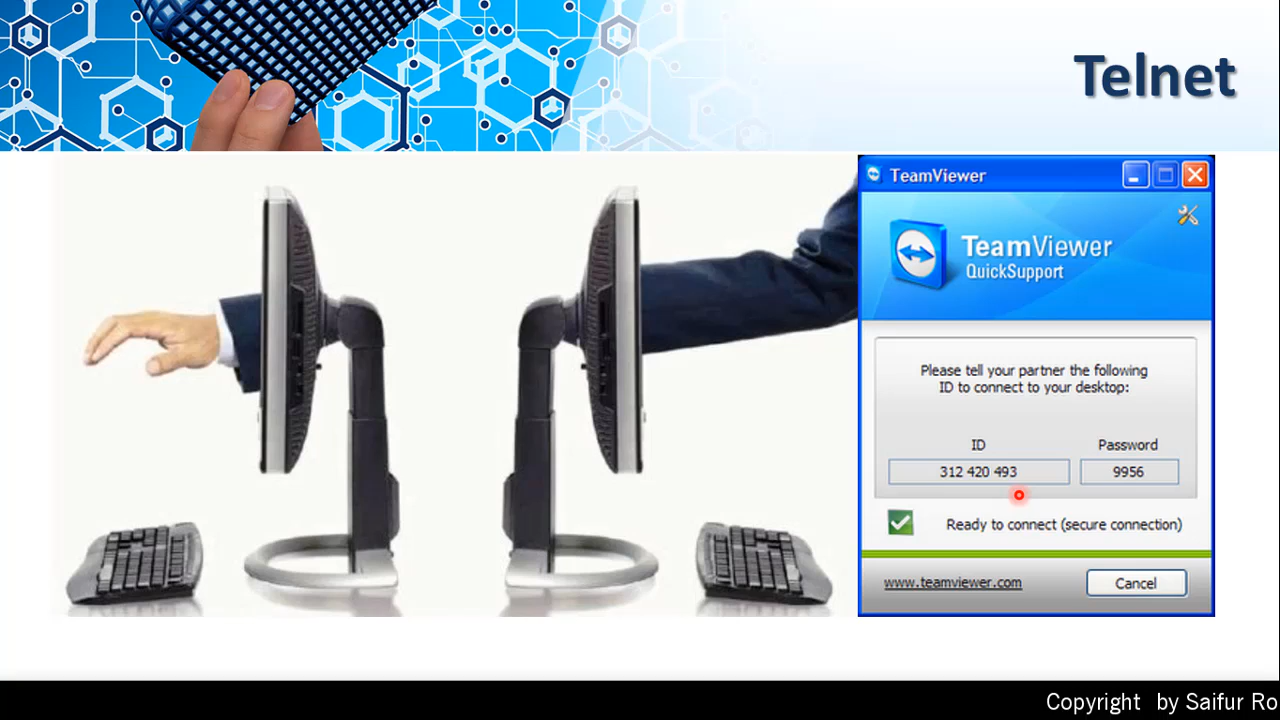 Telnet
TeamViewer
TeamViewer
QuickSupport
Please tell your partner the following
ID to connect to your desktop:
ID
Password
312 420 493
9956
Ready to connect (secure connection)
www.teamviewer.com
Cancel
Copyright by Saifur Ro